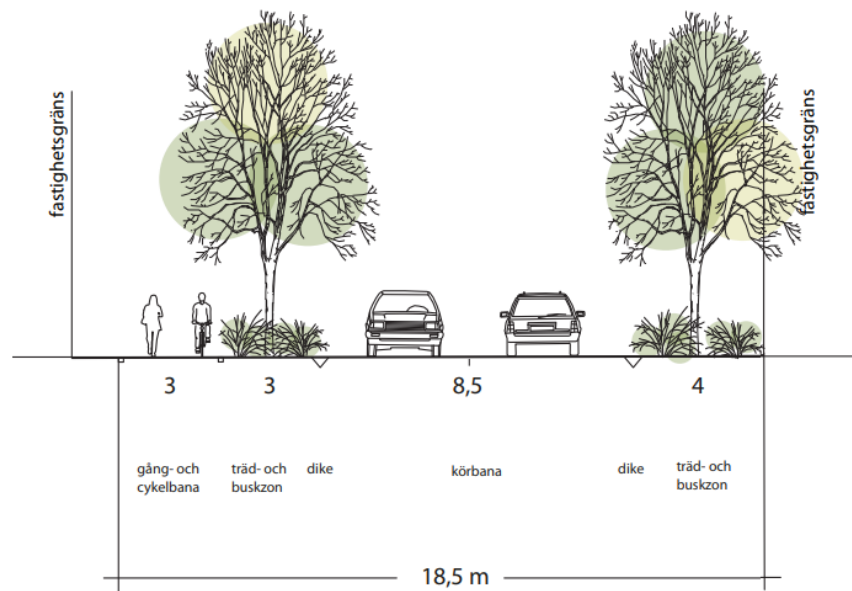 fastighetsgräns
fastighetsgräns
3
3
8,5
4
gång- och
cykelbana
träd- och
buskzon
dike
körbana
dike
träd- och
buskzon
18,5 m